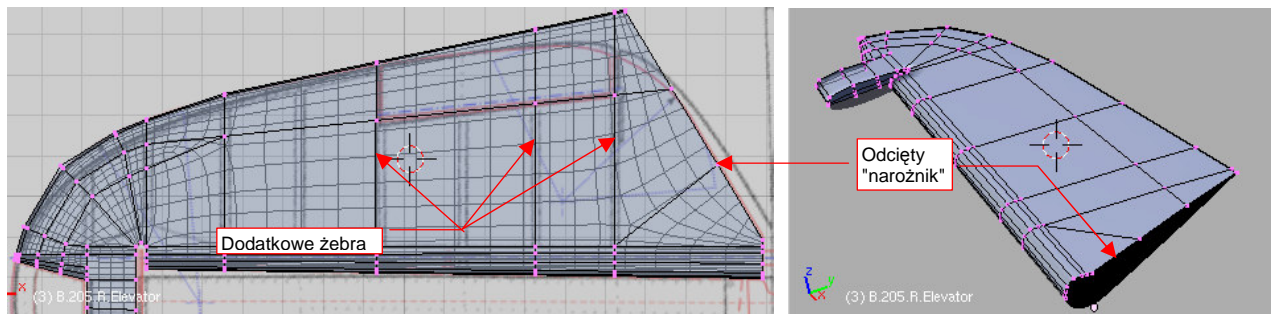 Dodatkowe żebra
Odcięty
"narożnik"
x
(3) B.205.R.Elevator
z
y
x
(3) B.205.R.Elevator